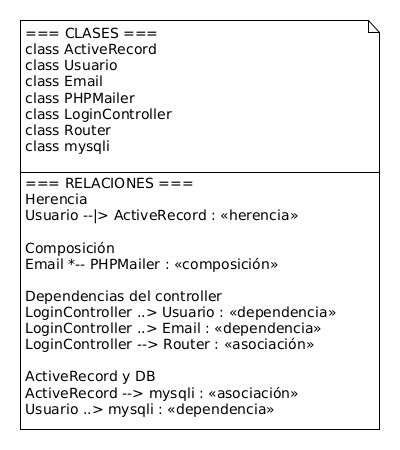 === CLASES ===
class ActiveRecord
class Usuario
class Email
class PHPMailer
class LoginController
class Router
class mysqli
=== RELACIONES ===
Herencia
Usuario --|> ActiveRecord : «herencia»
Composición
Email *-- PHPMailer : «composición»
Dependencias del controller
LoginController ..> Usuario : «dependencia»
LoginController ..> Email : «dependencia»
LoginController --> Router : «asociación»
ActiveRecord y DB
ActiveRecord --> mysqli : «asociación»
Usuario ..> mysqli : «dependencia»